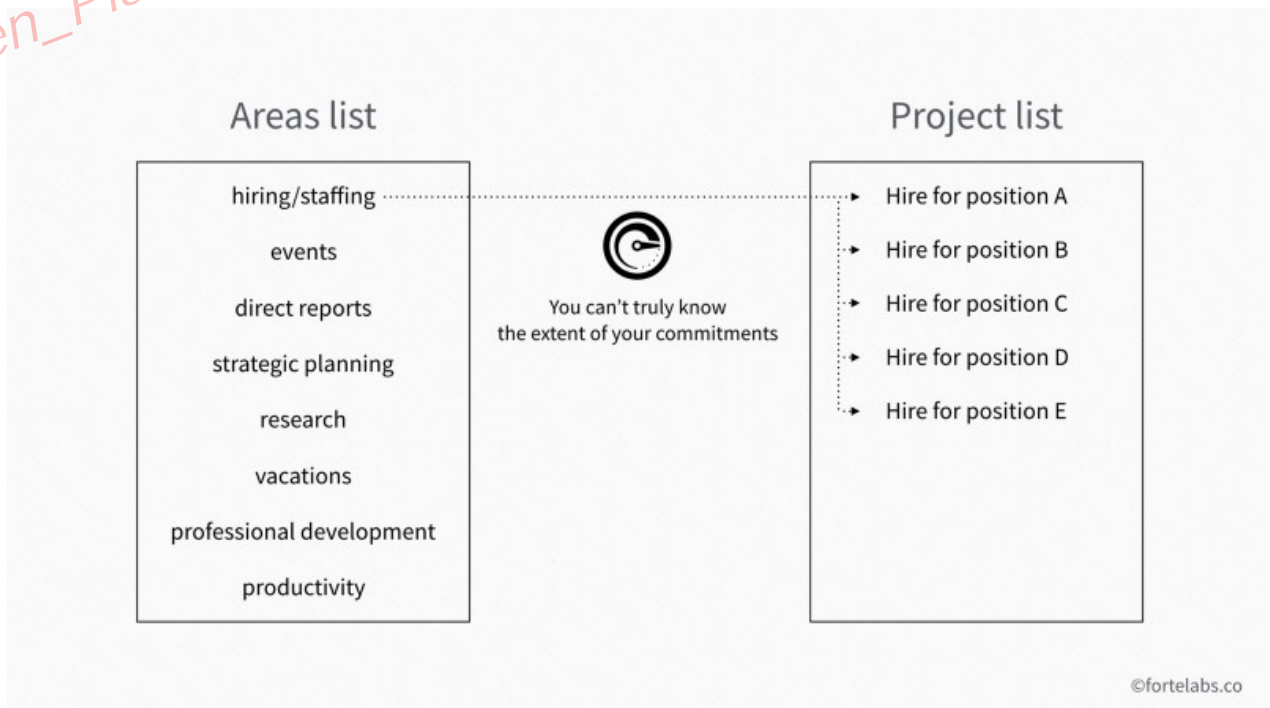 Areas list
hiring/staffing
events
direct reports
strategic planning
research
vacations
professional development
productivity
You can't truly know
the extent of your commitments
Project list
Hire for position A
Hire for position B
Hire for position C
Hire for position D
Hire for position E
©fortelabs.co